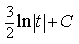 3/2 ln|t| + C